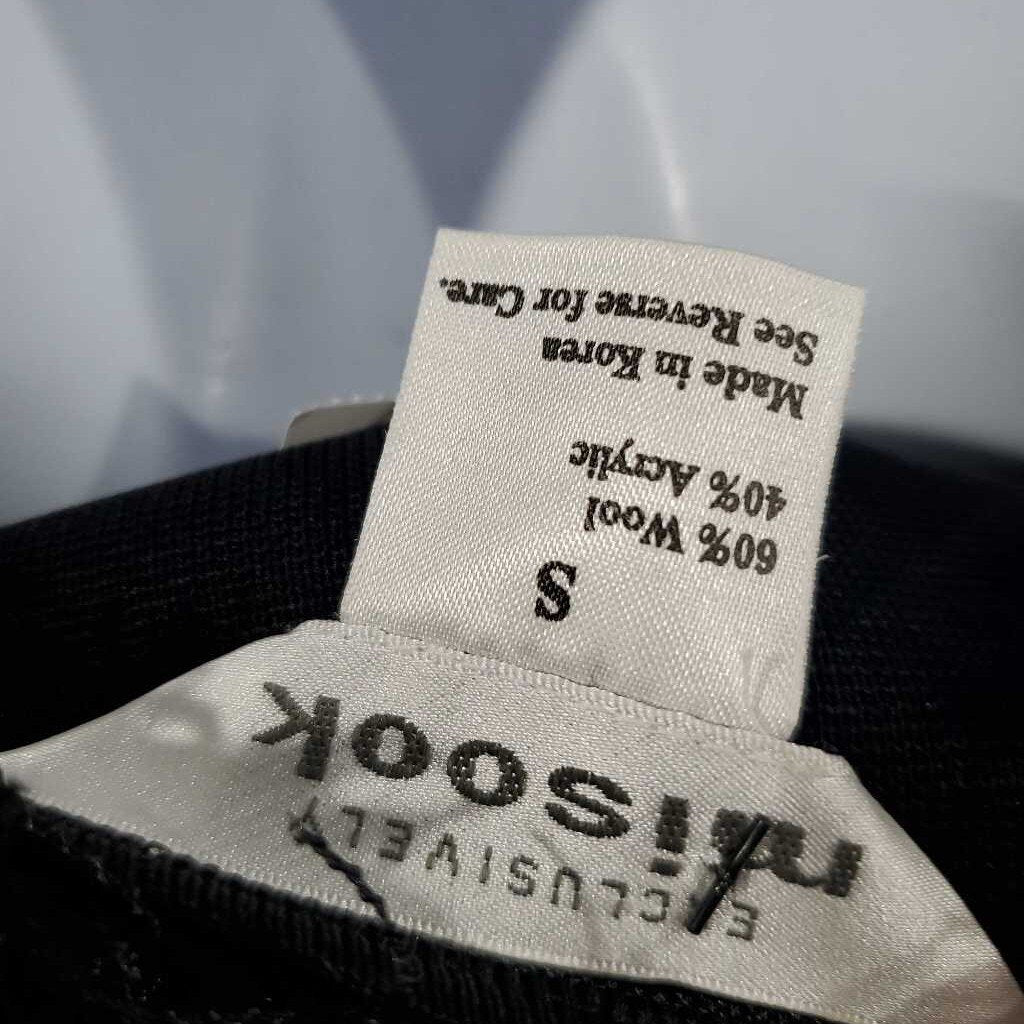 EXCLUSIVELY
misook
S
60% Wool
40% Acrylic
Made in Korea
See Reverse for Care.